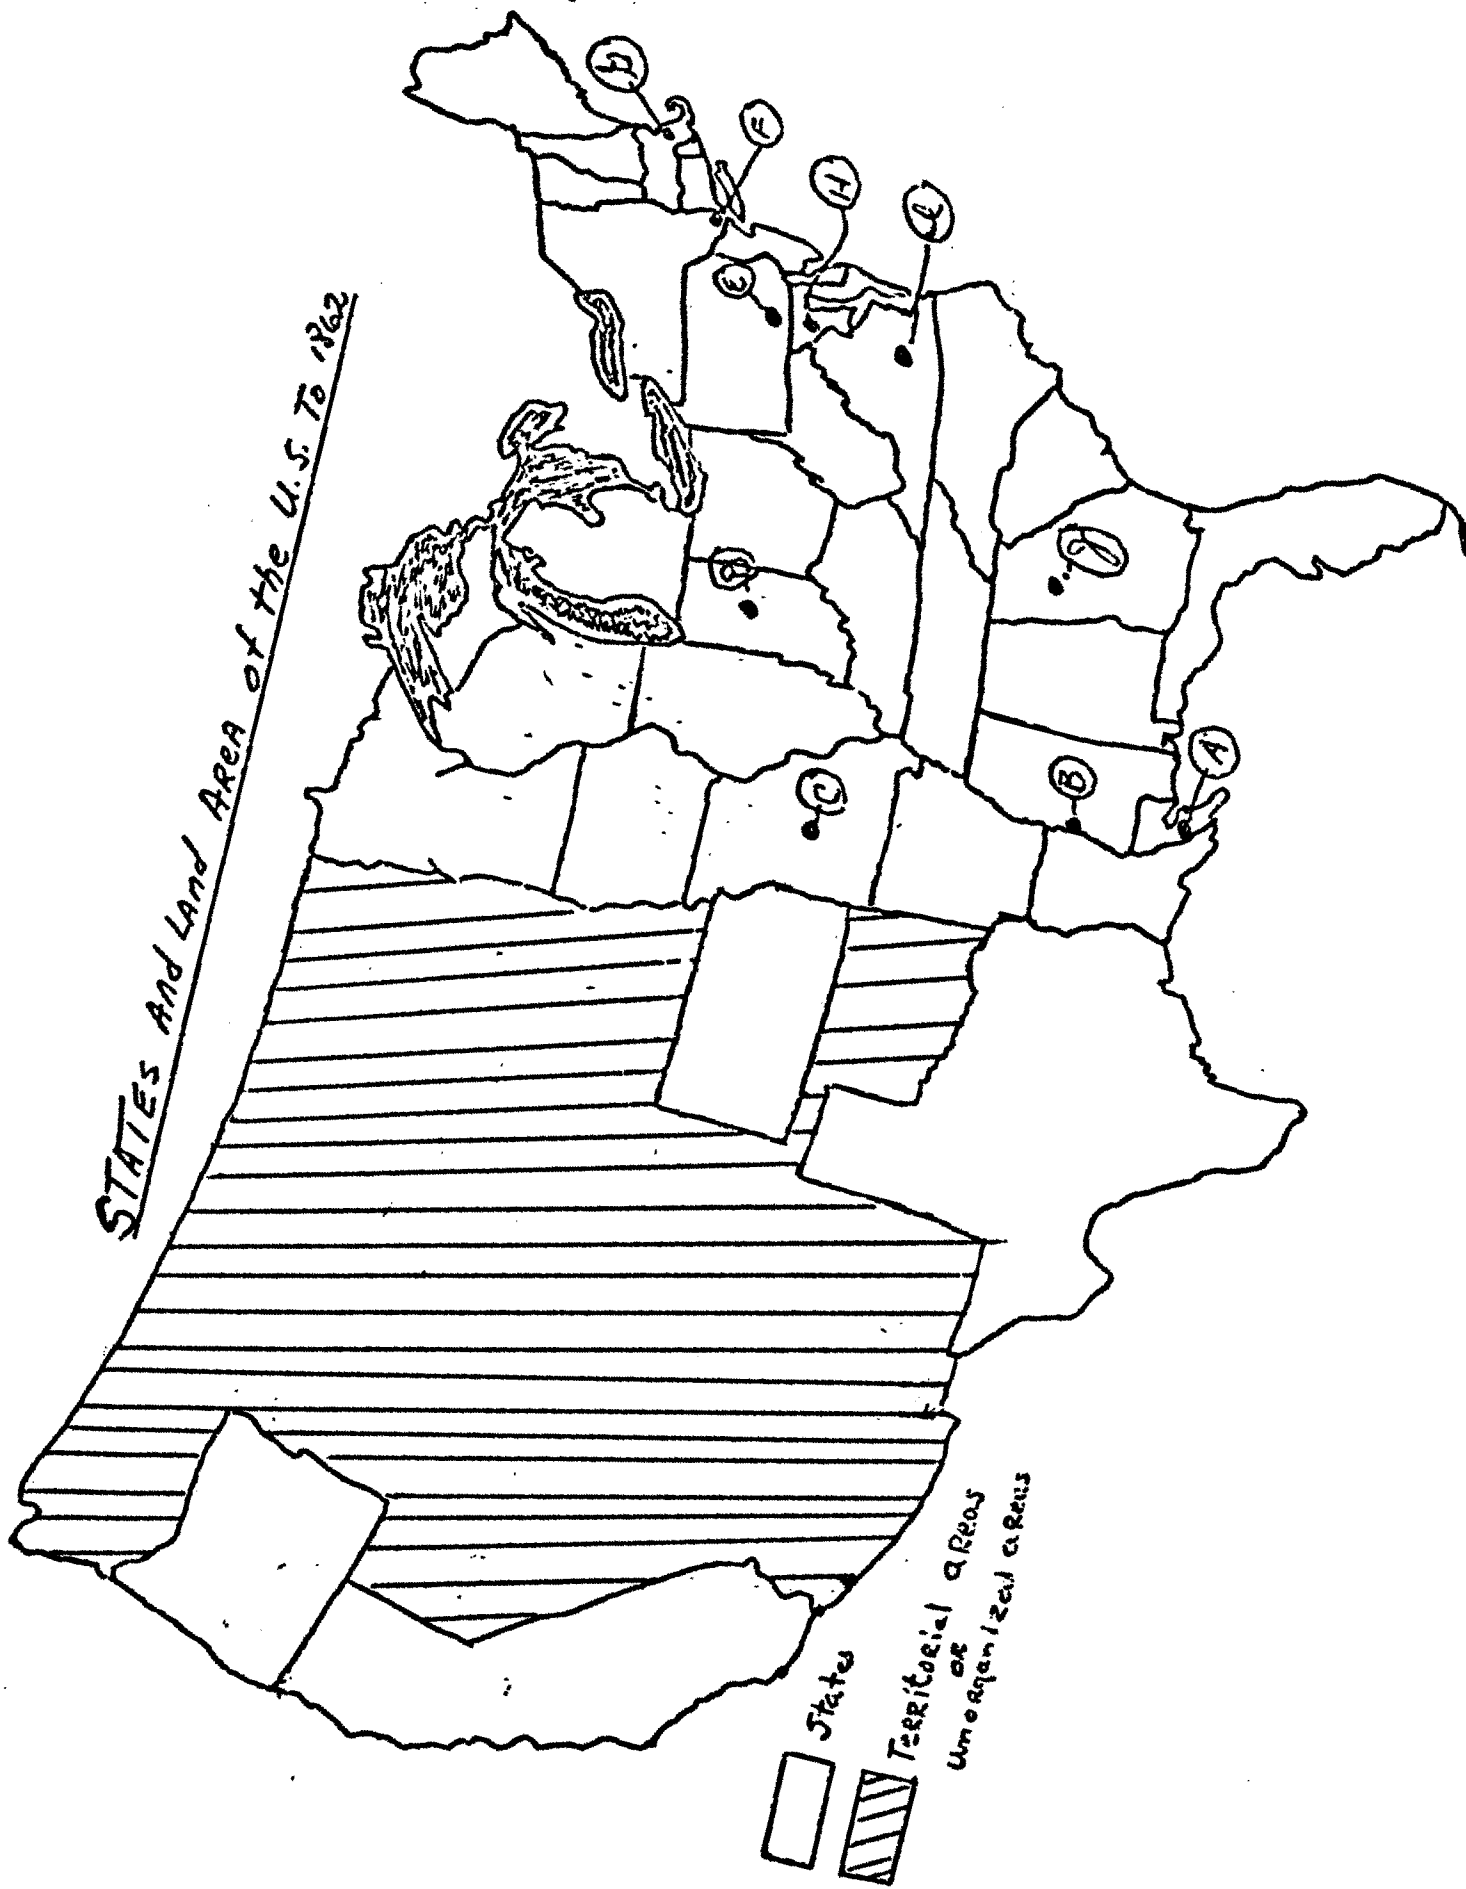 STATES And LAnd AReA of the U.S. To 1862
D
F
H
E
C
B
A
States
TeRRitoRial aReas
oR
UnoRganized aReas